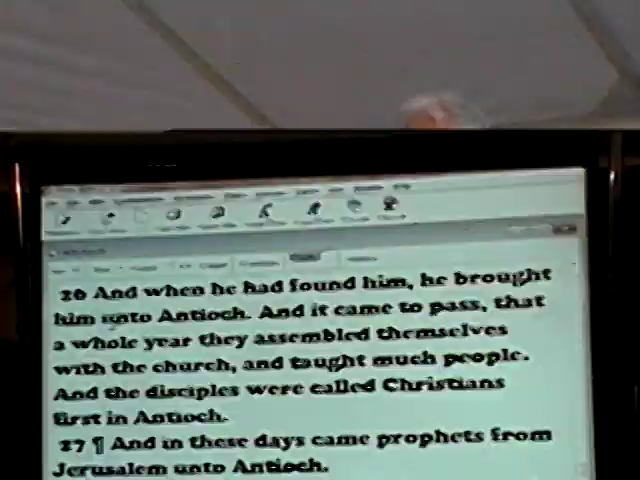 26 And when he had found him, he brought
him unto Antioch. And it came to pass, that
a whole year they assembled themselves
with the church, and taught much people.
And the disciples were called Christians
first in Antioch.
27 ¶ And in these days came prophets from
Jerusalem unto Antioch.